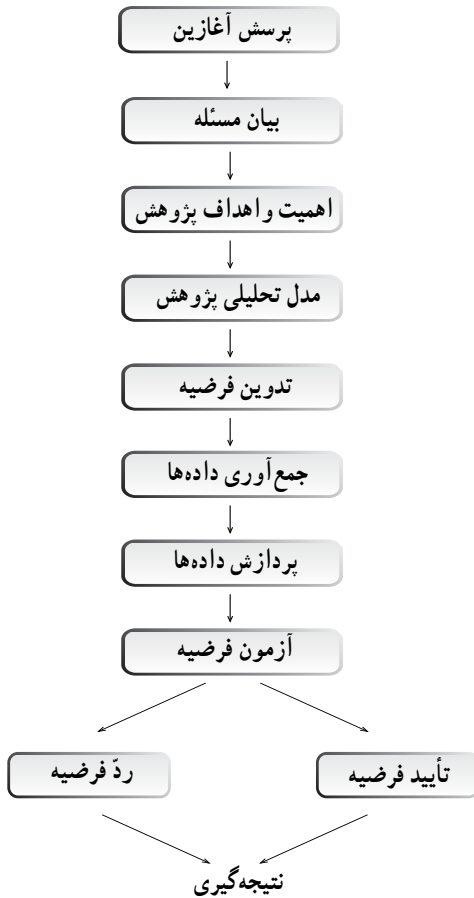 پرسش آغازین
بیان مسئله
اهمیت و اهداف پژوهش
مدل تحلیلی پژوهش
تدوین فرضیه
جمع‌آوری داده‌ها
پردازش داده‌ها
آزمون فرضیه
تأیید فرضیه
ردّ فرضیه
نتیجه‌گیری